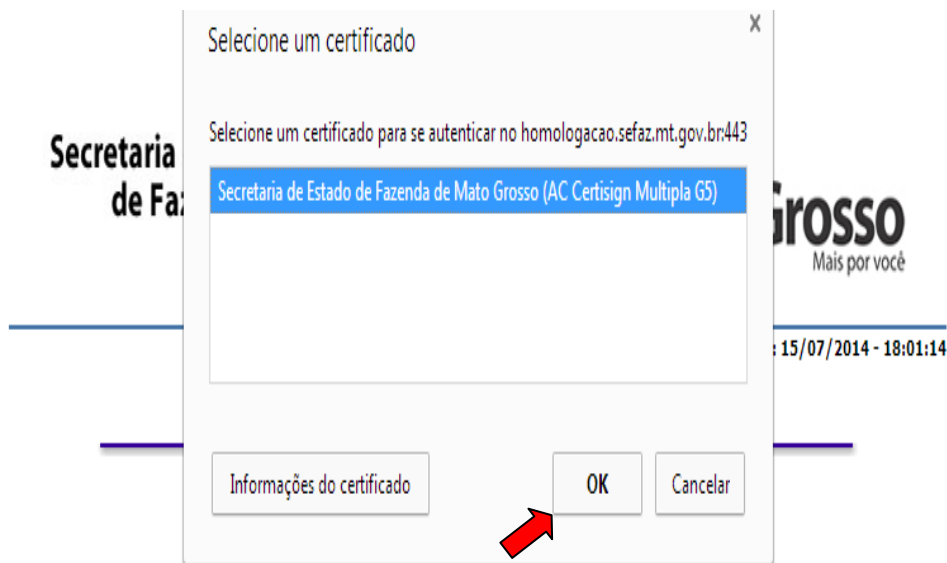 Selecione um certificado
X
Selecione um certificado para se autenticar no homologacao.sefaz.mt.gov.br:443
Secretaria
de Faz
Secretaria de Estado de Fazenda de Mato Grosso (AC Certisign Multipla G5)
Grosso
Mais por você
: 15/07/2014 - 18:01:14
Informações do certificado
OK
Cancelar